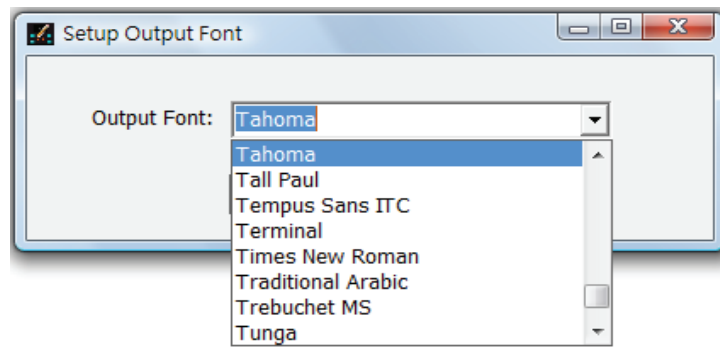 Setup Output Font
Output Font: Tahoma
Tahoma
Tall Paul
Tempus Sans ITC
Terminal
Times New Roman
Traditional Arabic
Trebuchet MS
Tunga